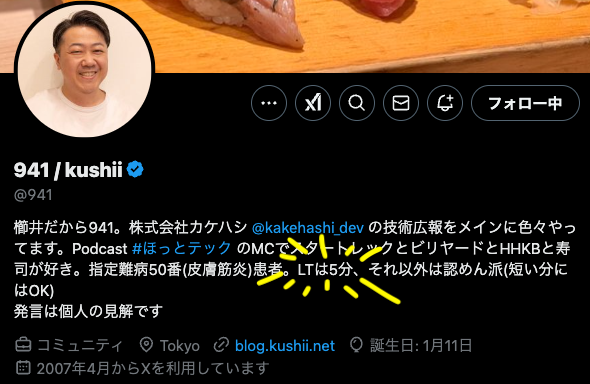 フォロー中
941 / kushii
@941
櫛井だから941。株式会社カケハシ @kakehashi_dev の技術広報をメインに色々やっ
てます。Podcast #ほっとテック のMCでスタートレックとビリヤードとHHKBと寿
司が好き。指定難病50番(皮膚筋炎)患者。LTは5分、それ以外は認めん派(短い分に
はOK)
発言は個人の見解です
コミュニティ Tokyo blog.kushii.net 誕生日: 1月11日
2007年4月からXを利用しています